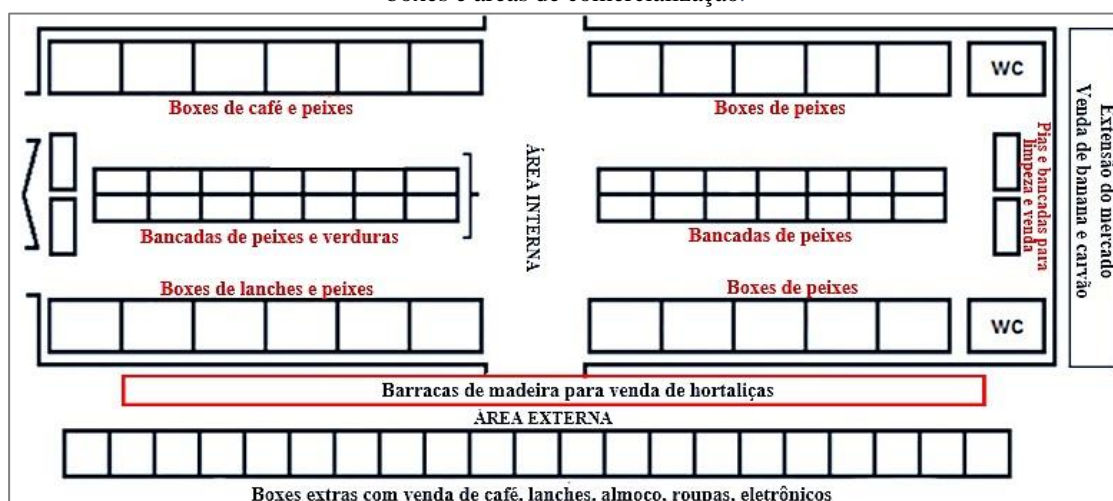 boxes e áreas de comercialização.
WC
Boxes de café e peixes
Boxes de peixes
Pias e bancadas para
limpeza e venda
Extensão do mercado
Venda de banana e carvão
ÁREA INTERNA
Bancadas de peixes e verduras
Bancadas de peixes
Boxes de lanches e peixes
Boxes de peixes
WC
Barracas de madeira para venda de hortaliças
ÁREA EXTERNA
Boxes extras com venda de café, lanches, almoço, roupas, eletrônicos